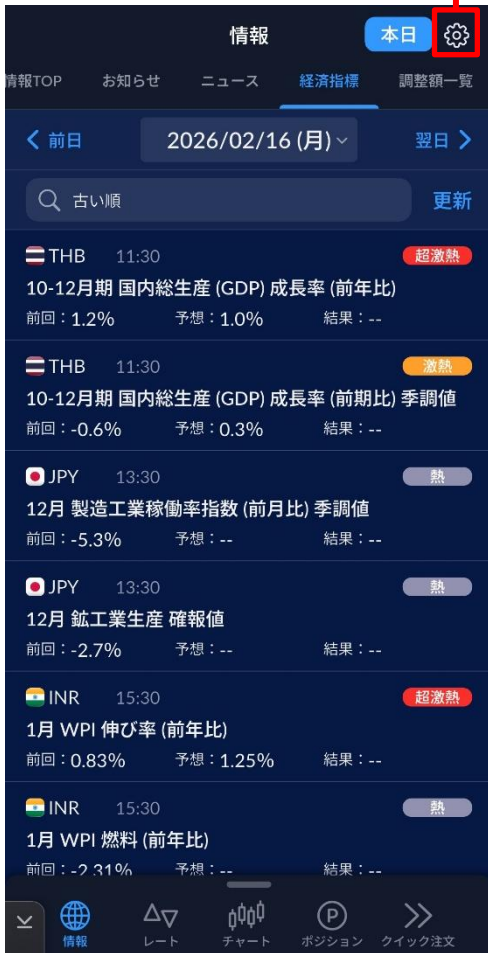 情報 本日
情報TOP お知らせ ニュース 経済指標 調整額一覧
前日 2026/02/16 (月) 翌日
古い順 更新
THB 11:30 超激熱
10-12月期 国内総生産 (GDP) 成長率 (前年比)
前回：1.2% 予想：1.0% 結果：--
THB 11:30 激熱
10-12月期 国内総生産 (GDP) 成長率 (前期比) 季調値
前回：-0.6% 予想：0.3% 結果：--
JPY 13:30 熱
12月 製造工業稼働率指数 (前月比) 季調値
前回：-5.3% 予想：-- 結果：--
JPY 13:30 熱
12月 鉱工業生産 確報値
前回：-2.7% 予想：-- 結果：--
INR 15:30 超激熱
1月 WPI 伸び率 (前年比)
前回：0.83% 予想：1.25% 結果：--
INR 15:30 熱
1月 WPI 燃料 (前年比)
前回：-2.31% 予想：-- 結果：--
情報 レート チャート P ポジション クイック注文